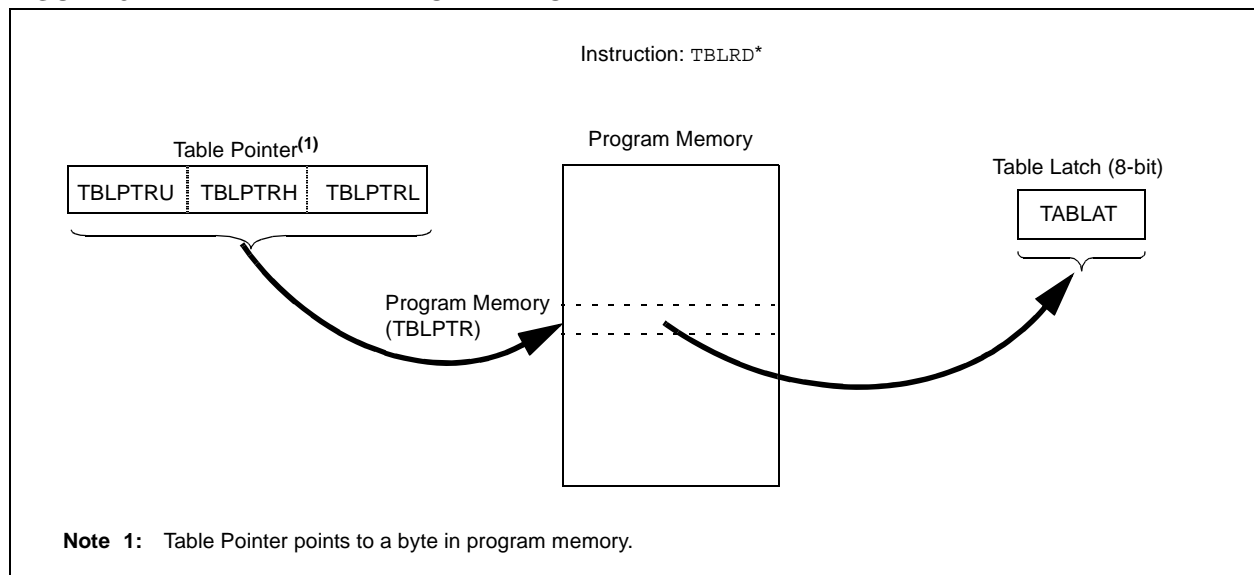 Instruction: TBLRD*
Program Memory
Table Pointer(1)
Table Latch (8-bit)
TBLPTRU TBLPTRH TBLPTRL
TABLAT
Program Memory
(TBLPTR)
Note 1: Table Pointer points to a byte in program memory.